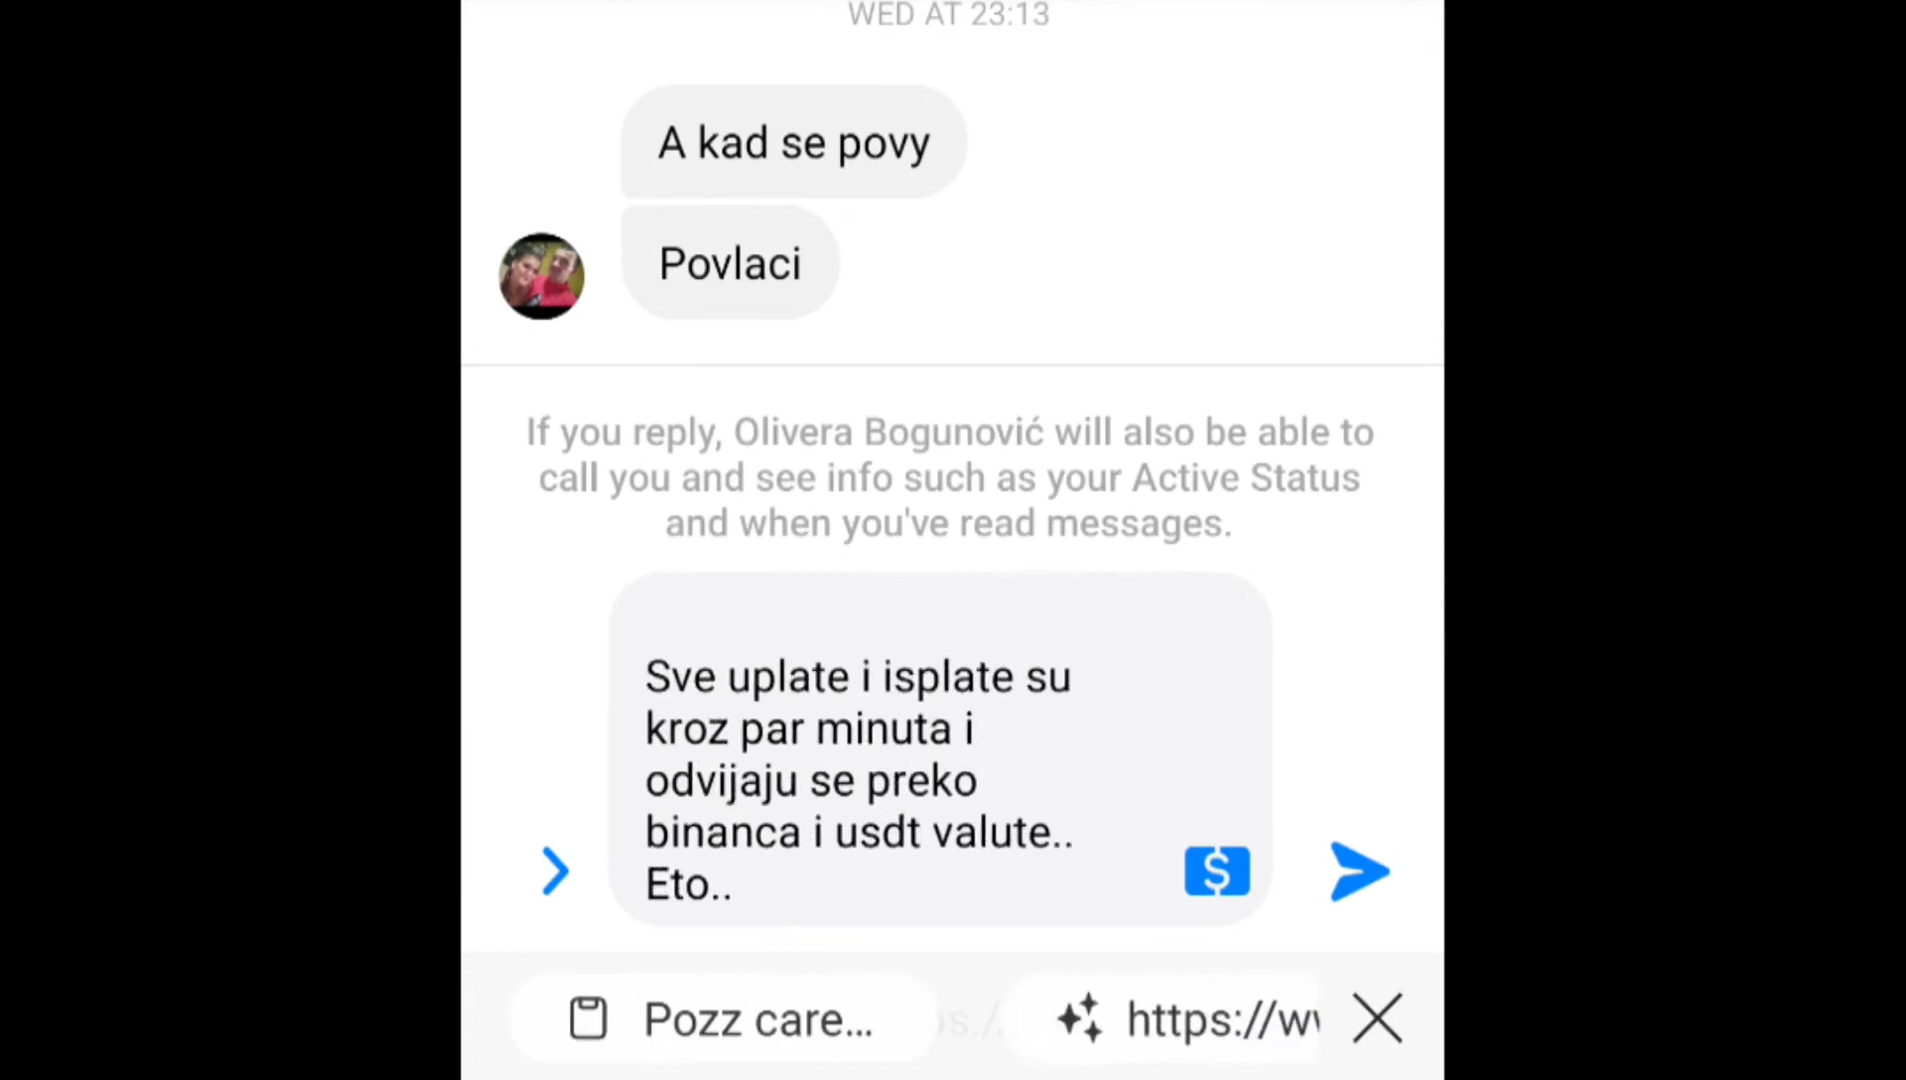 WED AT 23:13
A kad se povy
Povlaci
If you reply, Olivera Bogunović will also be able to
call you and see info such as your Active Status
and when you've read messages.
Sve uplate i isplate su
kroz par minuta i
odvijaju se preko
binanca i usdt valute..
Eto..
$
Pozz care... https://w